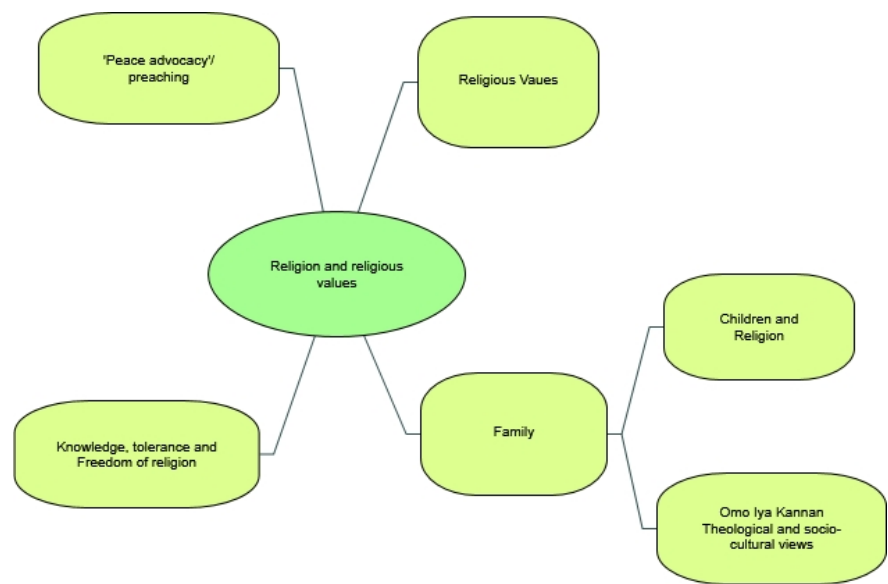 'Peace advocacy'/
preaching
Religious Vaues
Religion and religious
values
Children and
Religion
Knowledge, tolerance and
Freedom of religion
Family
Omo Iya Kannan
Theological and socio-
cultural views